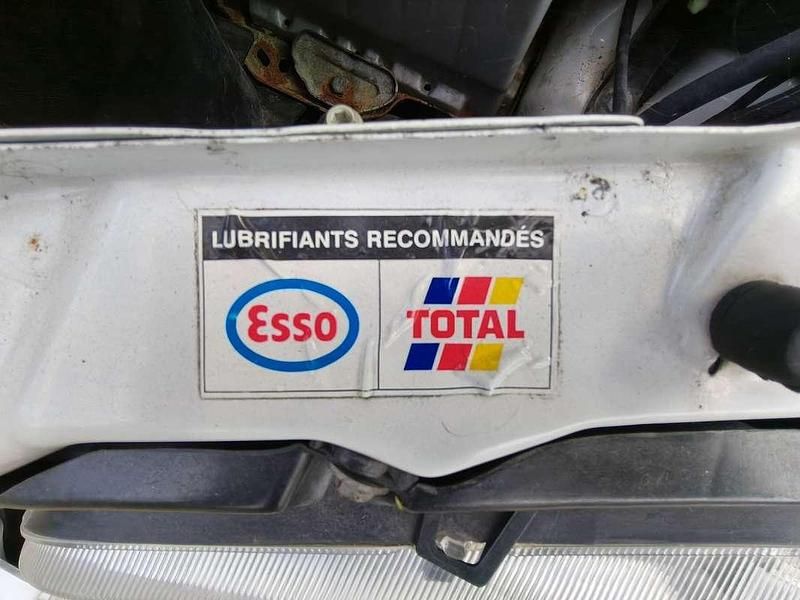 LUBRIFIANTS RECOMMANDÉS
Esso
TOTAL